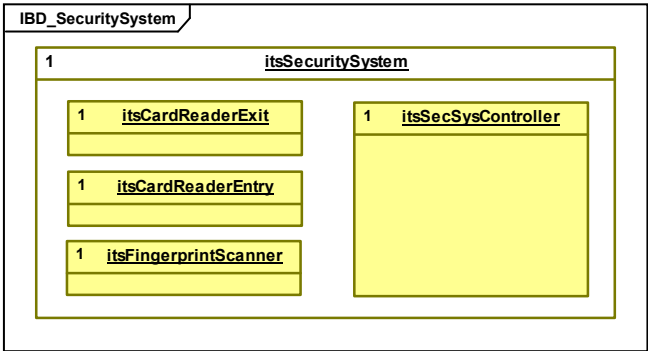 IBD_SecuritySystem
1 itsSecuritySystem
1 itsCardReaderExit
1 itsCardReaderEntry
1 itsFingerprintScanner
1 itsSecSysController